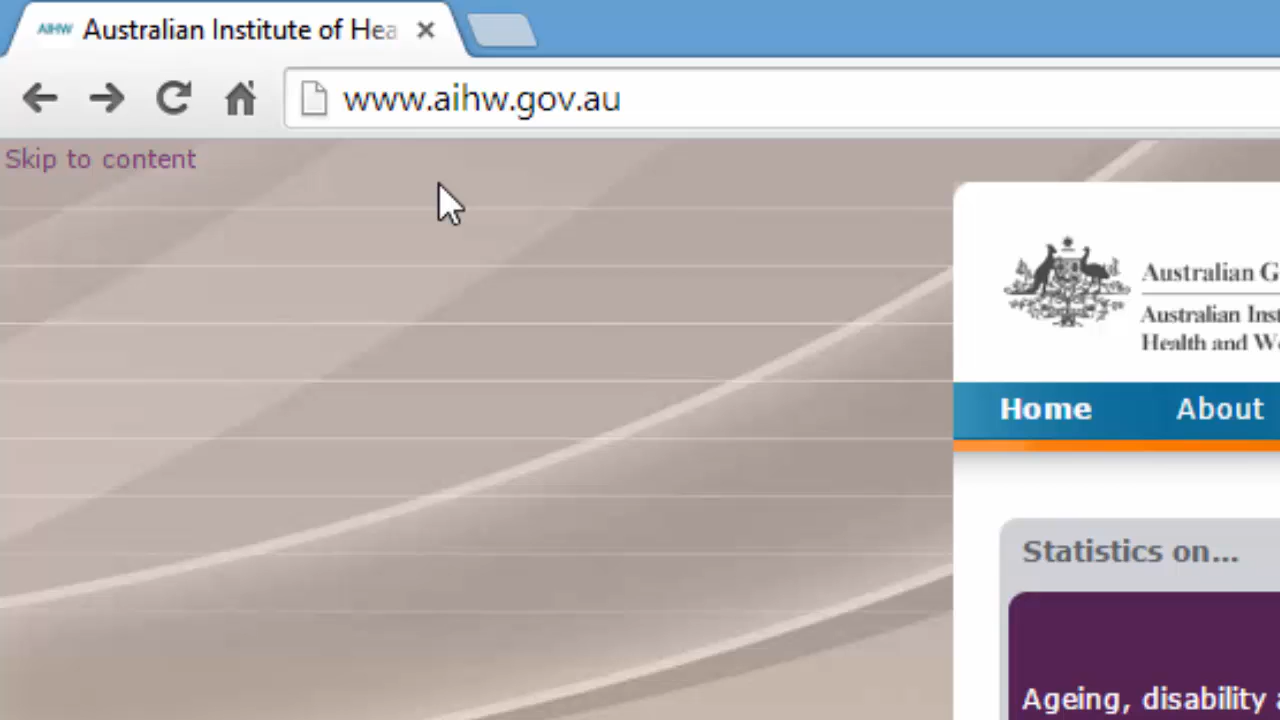 AIHW Australian Institute of Hea
www.aihw.gov.au
Skip to content
Australian G
Australian Inst
Health and We
Home About
Statistics on...
Ageing, disability a